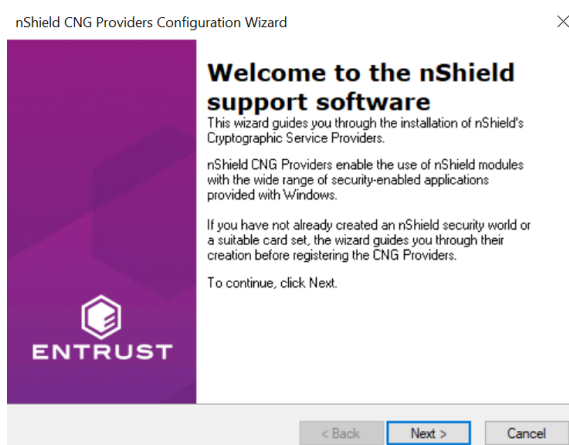 nShield CNG Providers Configuration Wizard
Welcome to the nShield
support software
This wizard guides you through the installation of nShield's
Cryptographic Service Providers.
nShield CNG Providers enable the use of nShield modules
with the wide range of security-enabled applications
provided with Windows.
If you have not already created an nShield security world or
a suitable card set, the wizard guides you through their
creation before registering the CNG Providers.
To continue, click Next.
ENTRUST
< Back Next > Cancel